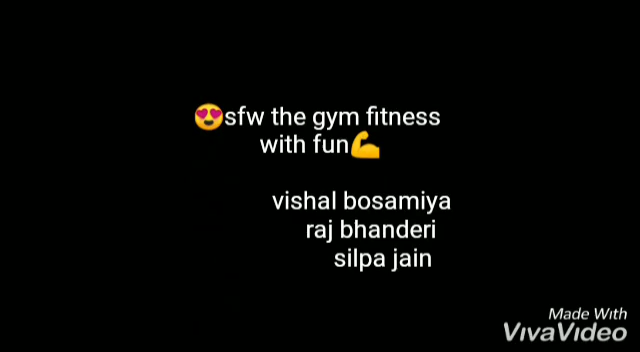 😍sfw the gym fitness
with fun💪
vishal bosamiya
raj bhanderi
silpa jain
Made With
VivaVideo